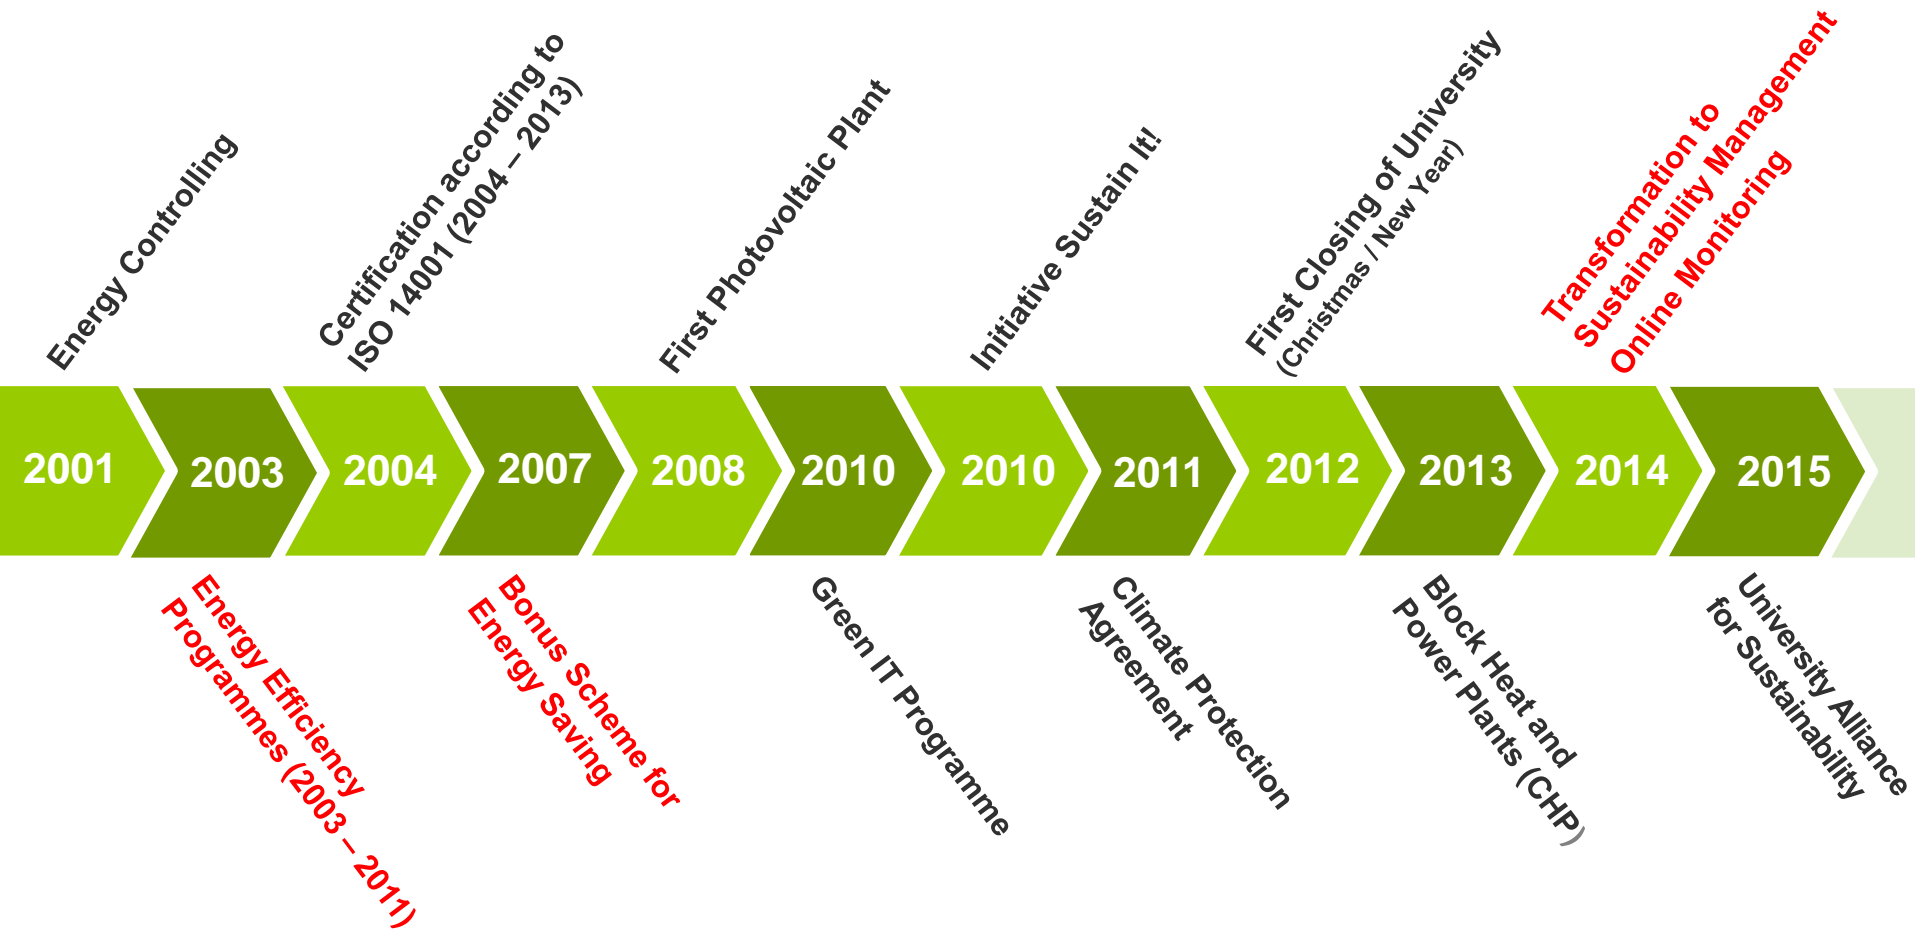 Energy Controlling
Certification according to
ISO 14001 (2004 – 2013)
First Photovoltaic Plant
Initiative Sustain It!
First Closing of University
(Christmas / New Year)
Transformation to
Sustainability Management
Online Monitoring
2001
2003
2004
2007
2008
2010
2010
2011
2012
2013
2014
2015
Energy Efficiency
Programmes (2003 – 2011)
Bonus Scheme for
Energy Saving
Green IT Programme
Climate Protection
Agreement
Block Heat and
Power Plants (CHP)
University Alliance
for Sustainability